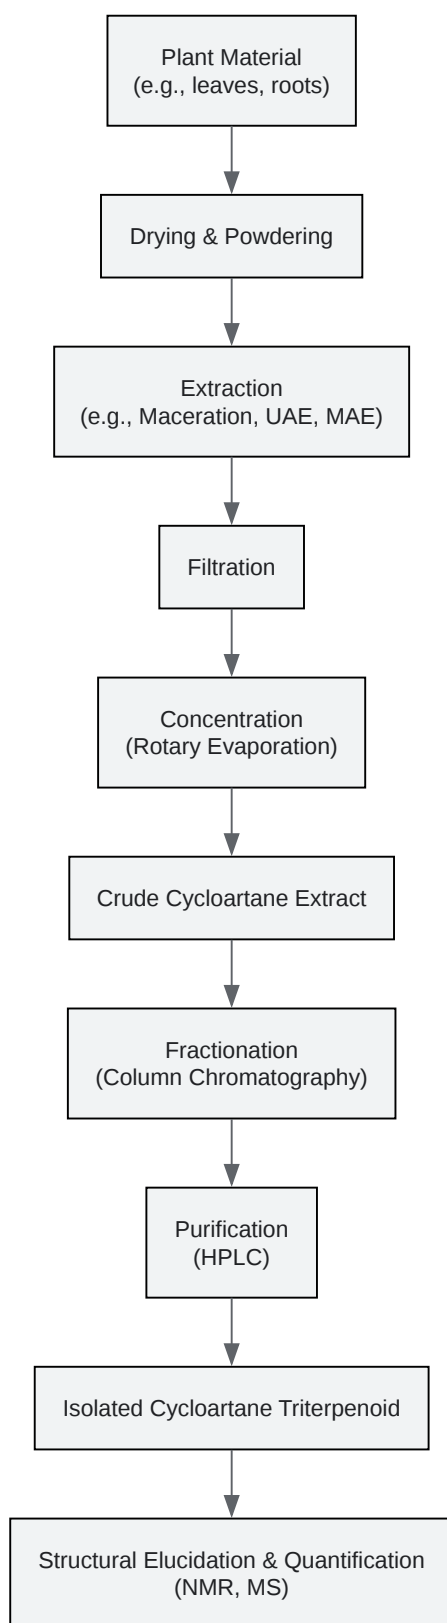 Plant Material
(e.g., leaves, roots)
Drying & Powdering
Extraction
(e.g., Maceration, UAE, MAE)
Filtration
Concentration
(Rotary Evaporation)
Crude Cycloartane Extract
Fractionation
(Column Chromatography)
Purification
(HPLC)
Isolated Cycloartane Triterpenoid
Structural Elucidation & Quantification
(NMR, MS)